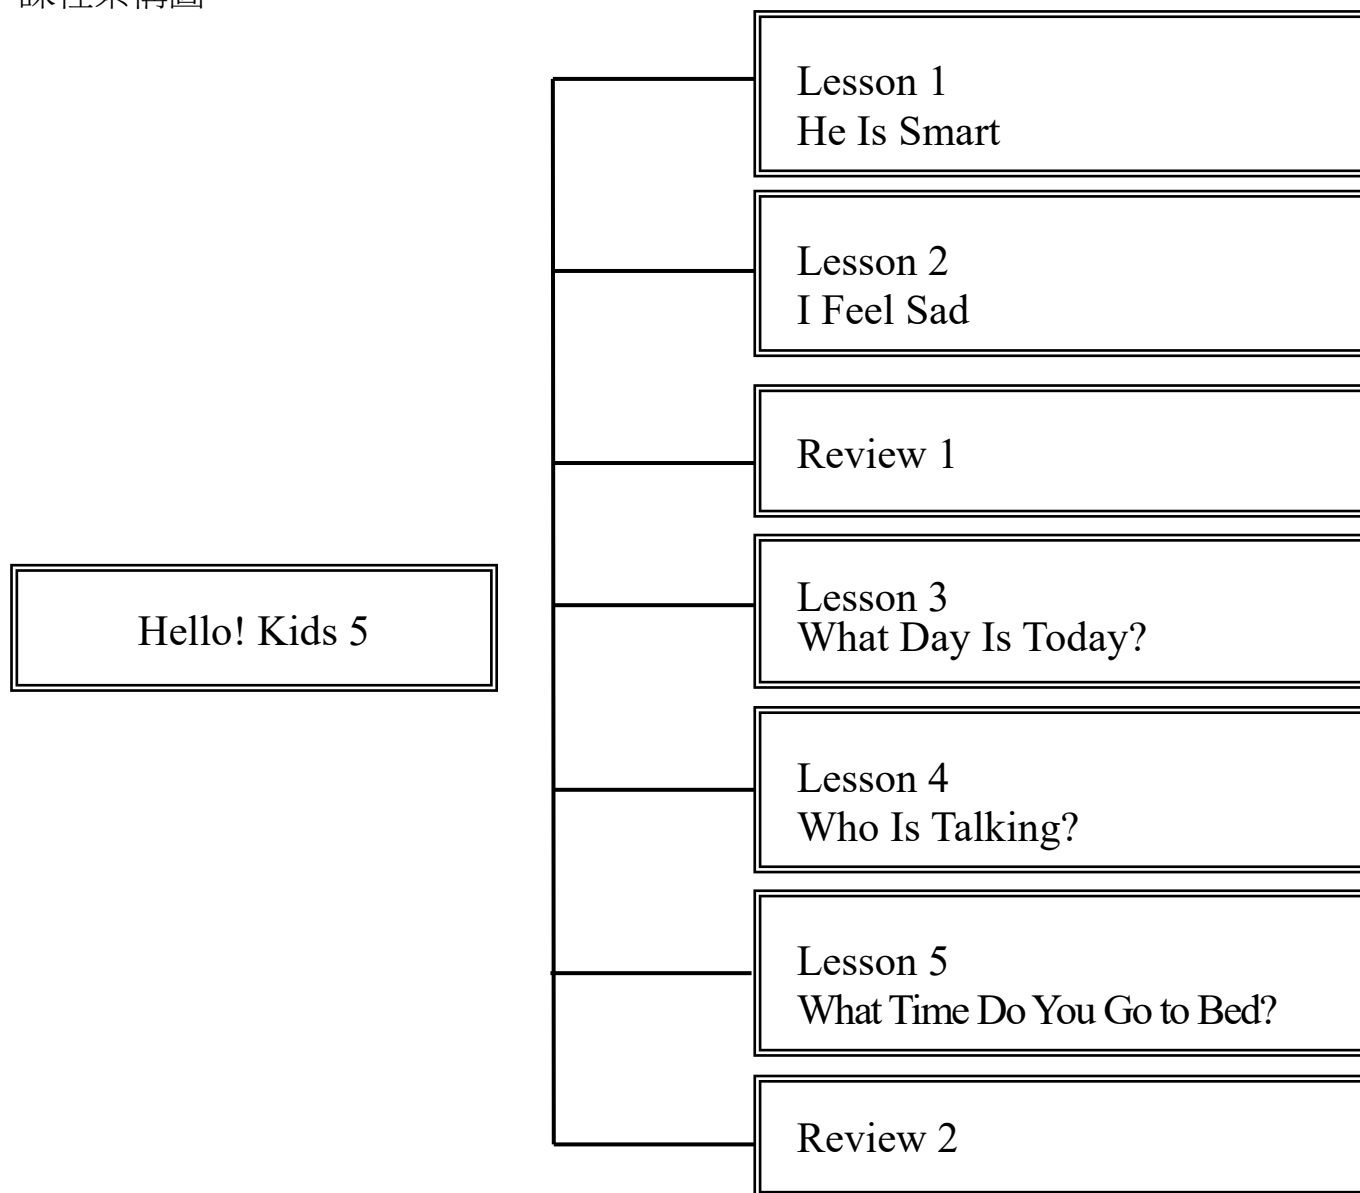 Hello! Kids 5
Lesson 1
He Is Smart
Lesson 2
I Feel Sad
Review 1
Lesson 3
What Day Is Today?
Lesson 4
Who Is Talking?
Lesson 5
What Time Do You Go to Bed?
Review 2